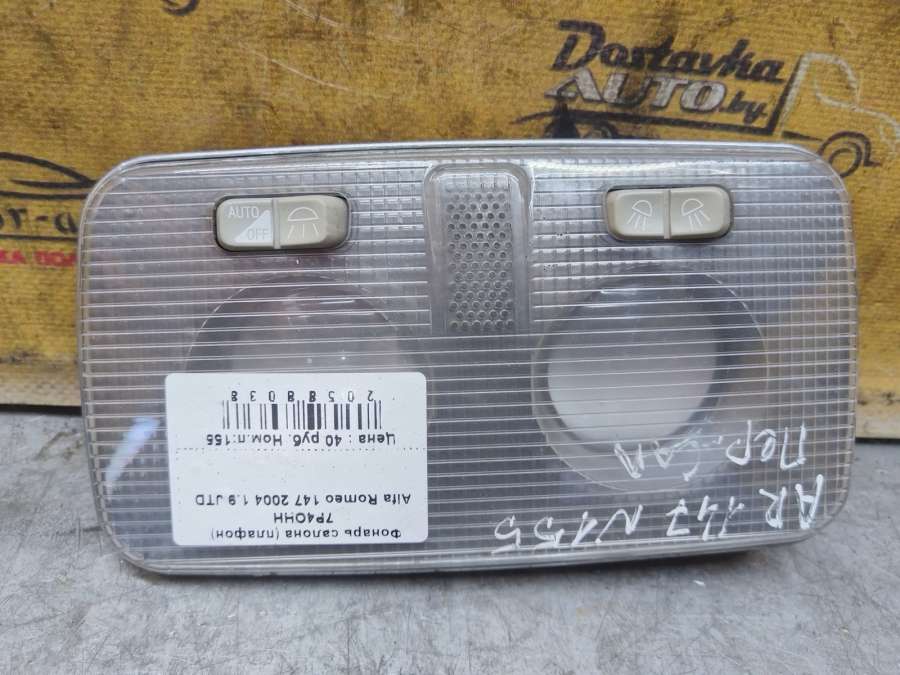 Dostavka
AUTO.by
AUTO
OFF
Фонарь салона (плафон)
7Р4ОНН
Alfa Romeo 147 2004 1.9 JTD
Цена : 40 руб. Ном.п:155
20588038
Пер. Сал
AR 147 N155